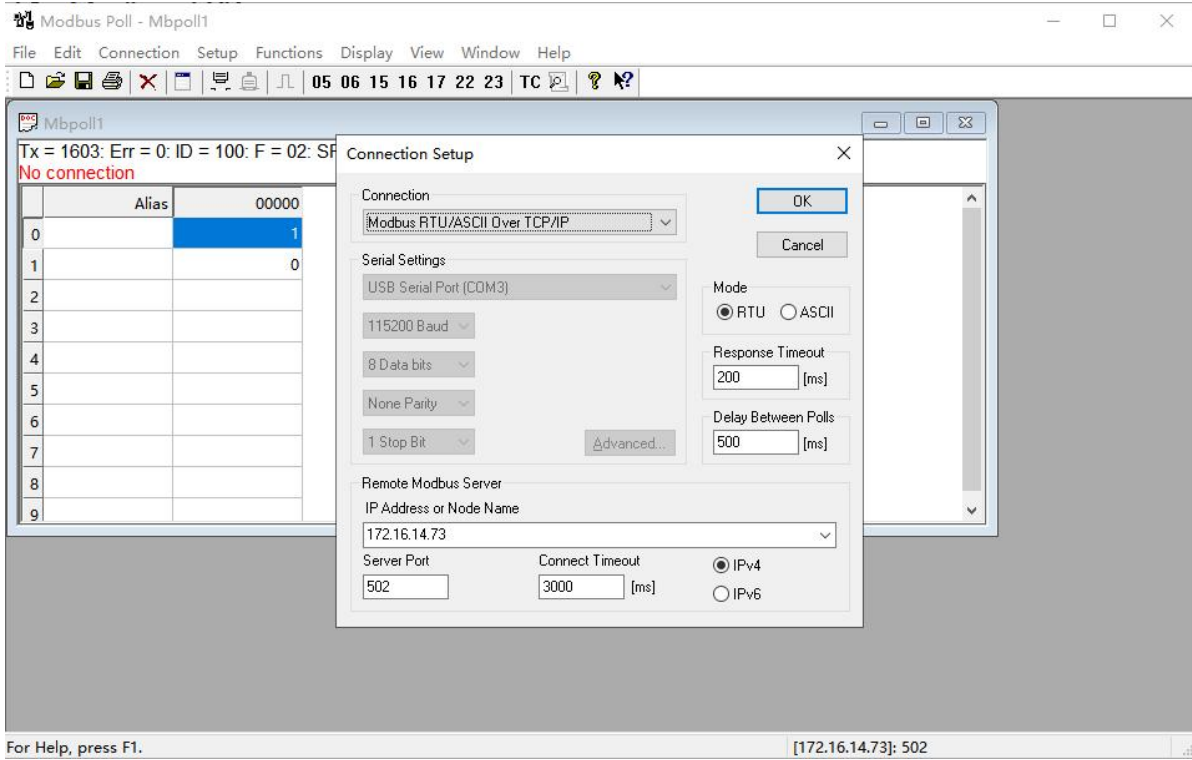 Modbus Poll - Mbpoll1
File Edit Connection Setup Functions Display View Window Help
05 06 15 16 17 22 23 TC
Mbpoll1
Tx = 1603: Err = 0: ID = 100: F = 02:
No connection
Alias 00000
0 1
1 0
2
3
4
5
6
7
8
9
Connection Setup
Connection
Modbus RTU/ASCII Over TCP/IP
OK
Cancel
Serial Settings
USB Serial Port (COM3)
115200 Baud
8 Data bits
None Parity
1 Stop Bit
Advanced...
Mode
RTU ASCII
Response Timeout
200 [ms]
Delay Between Polls
500 [ms]
Remote Modbus Server
IP Address or Node Name
172.16.14.73
Server Port Connect Timeout
502 3000 [ms]
IPv4
IPv6
For Help, press F1. [172.16.14.73]: 502